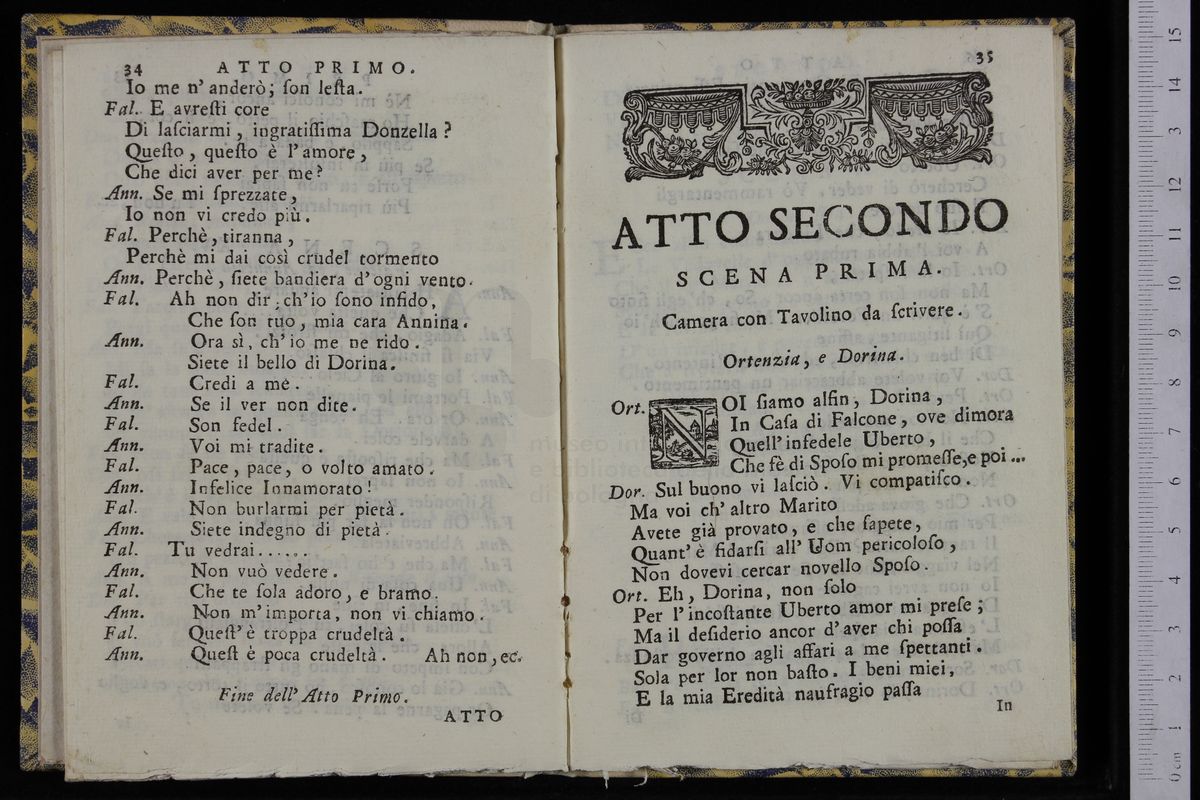 34 ATTO PRIMO.
Io me n' anderò; ſon leſta.
Fal. E avreſti core
Di laſciarmi, ingratiſſima Donzella?
Queſto, queſto è l'amore,
Che dici aver per me?
Ann. Se mi ſprezzate,
Io non vi credo più.
Fal. Perchè, tiranna,
Perchè mi dai così crudel tormento
Ann. Perchè, ſiete bandiera d'ogni vento.
Fal. Ah non dir, ch'io ſono infido,
Che ſon tuo, mia cara Annina.
Ann. Ora sì, ch'io me ne rido.
Siete il bello di Dorina.
Fal. Credi a me.
Ann. Se il ver non dite.
Fal. Son fedel.
Ann. Voi mi tradite.
Fal. Pace, pace, o volto amato.
Ann. Infelice Innamorato!
Fal. Non burlarmi per pietà.
Ann. Siete indegno di pietà.
Fal. Tu vedrai......
Ann. Non vuò vedere.
Fal. Che te ſola adoro, e bramo.
Ann. Non m'importa, non vi chiamo.
Fal. Queſt' è troppa crudeltà.
Ann. Queſt è poca crudeltà. Ah non, ec.
Fine dell' Atto Primo.
ATTO
35
ATTO SECONDO
SCENA PRIMA.
Camera con Tavolino da ſcrivere.
Ortenzia, e Dorina.
Ort. NOI ſiamo alfin, Dorina,
In Caſa di Falcone, ove dimora
Quell' infedele Uberto,
Che fè di Spoſo mi promeſſe, e poi...
Dor. Sul buono vi laſciò. Vi compatiſco.
Ma voi ch' altro Marito
Avete già provato, e che ſapete,
Quant' è fidarſi all' Uom pericoloſo,
Non dovevi cercar novello Spoſo.
Ort. Eh, Dorina, non ſolo
Per l'incoſtante Uberto amor mi preſe;
Ma il deſiderio ancor d'aver chi poſſa
Dar governo agli affari a me ſpettanti.
Sola per lor non baſto. I beni miei,
E la mia Eredità naufragio paſſa
In